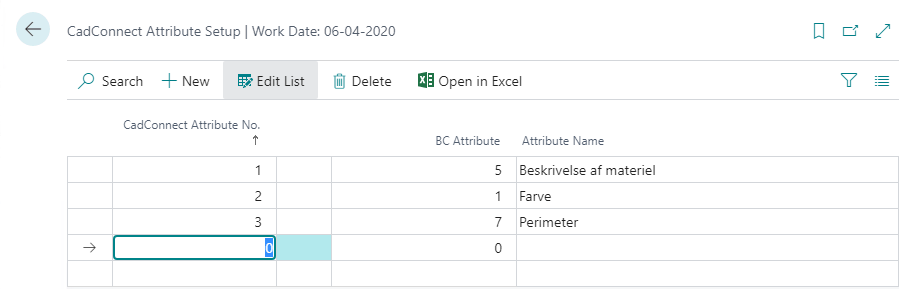 CadConnect Attribute Setup | Work Date: 06-04-2020
Search New Edit List Delete Open in Excel
CadConnect Attribute No. ↑ BC Attribute Attribute Name
1 5 Beskrivelse af materiel
2 1 Farve
3 7 Perimeter
0 0